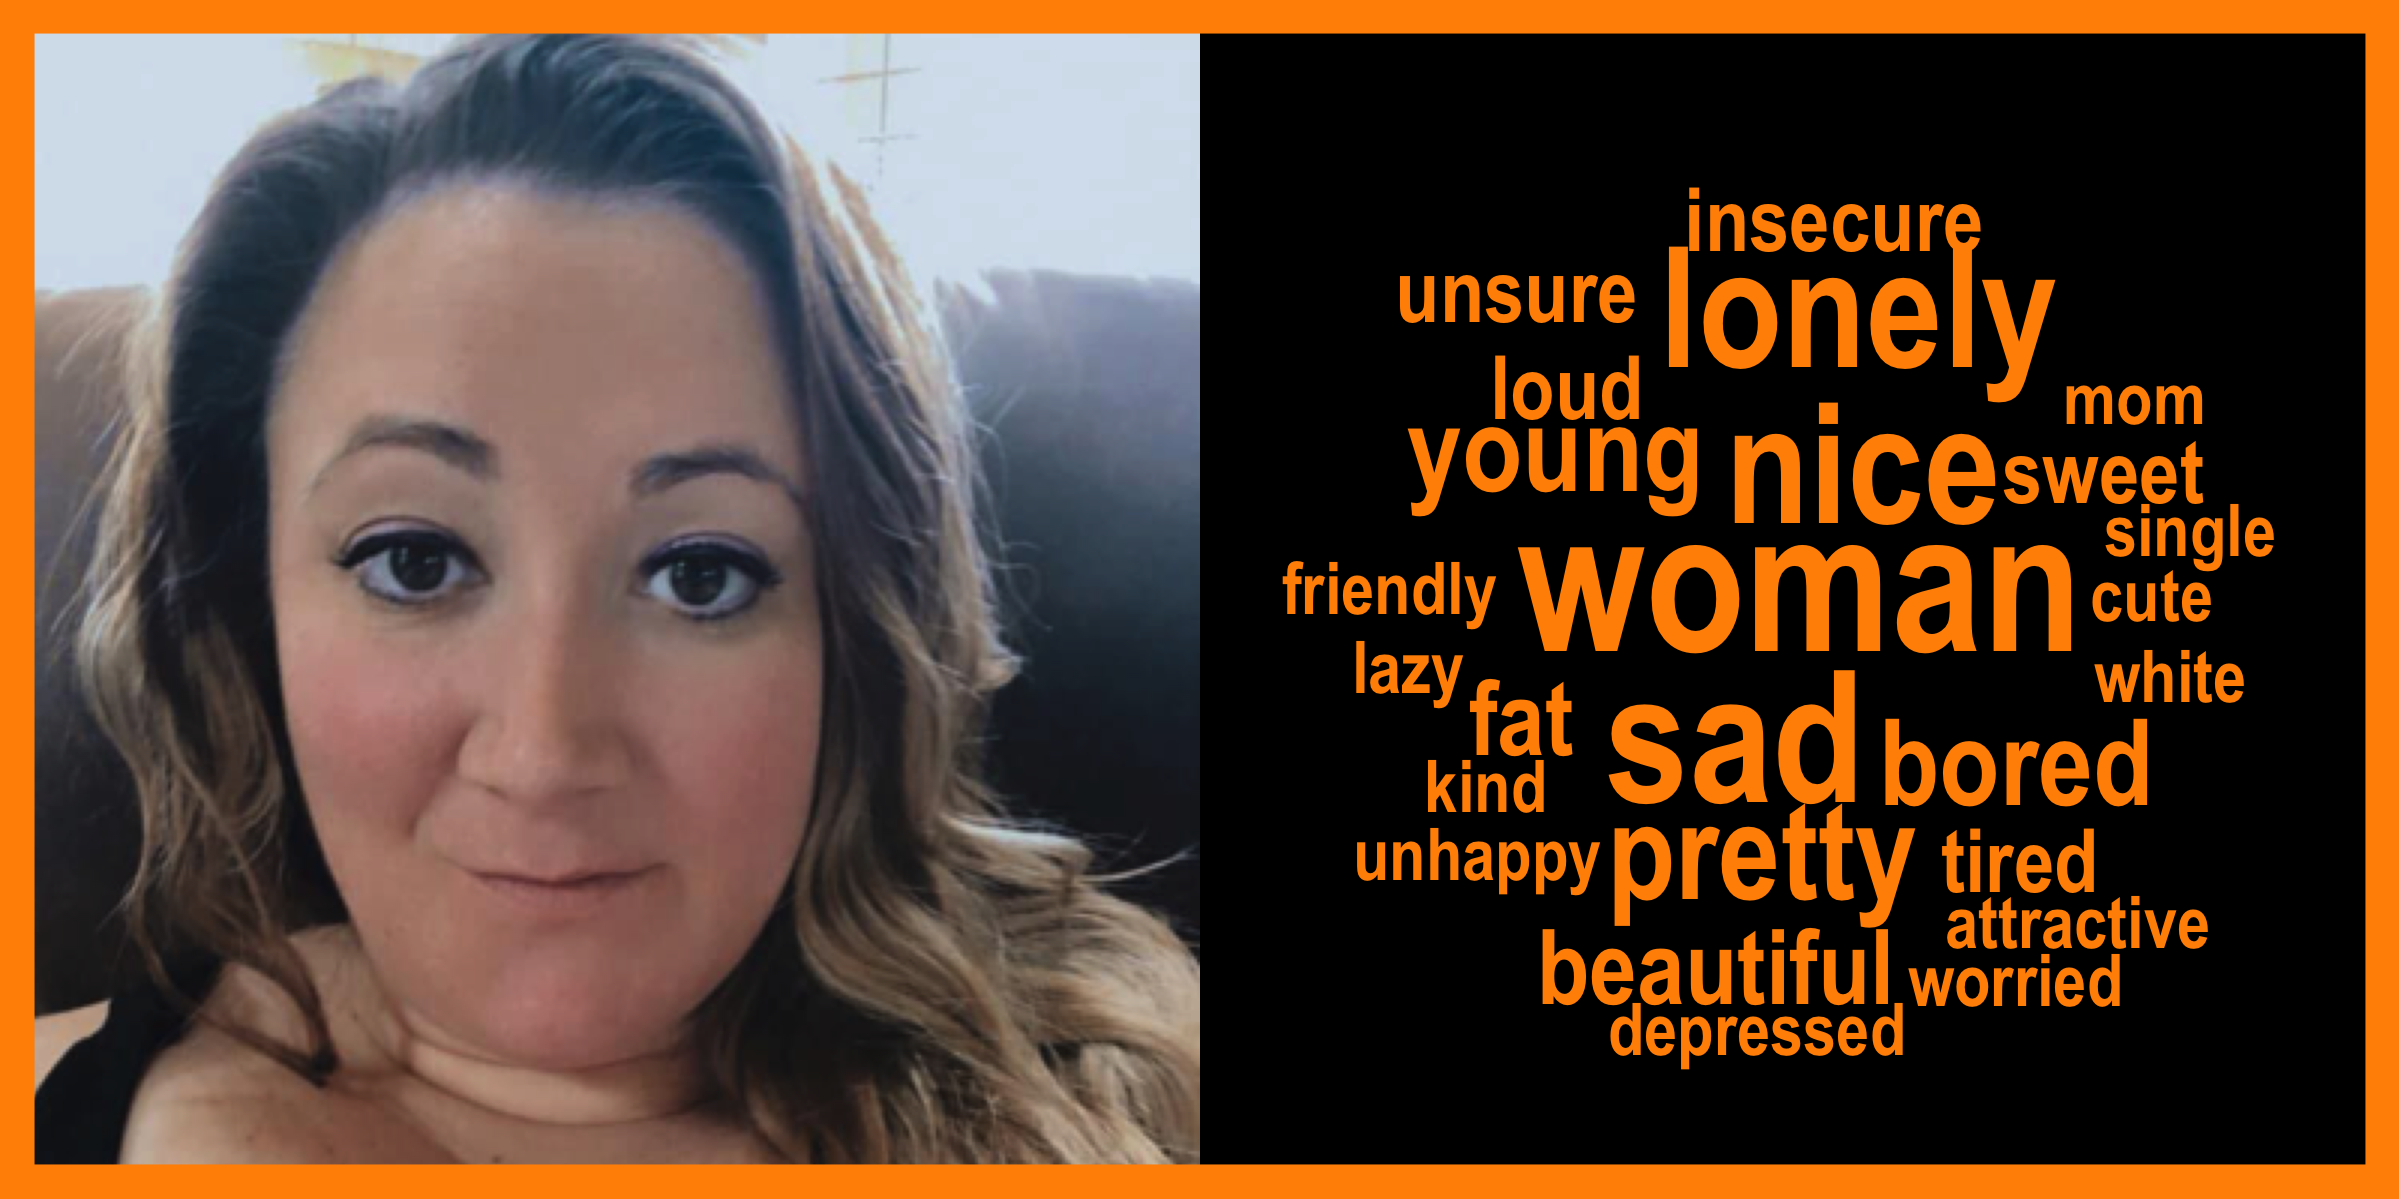 insecure
unsure lonely
loud
mom
young nice sweet
single
friendly woman cute
lazy
white
fat sad bored
kind
unhappy pretty tired
attractive
beautiful worried
depressed